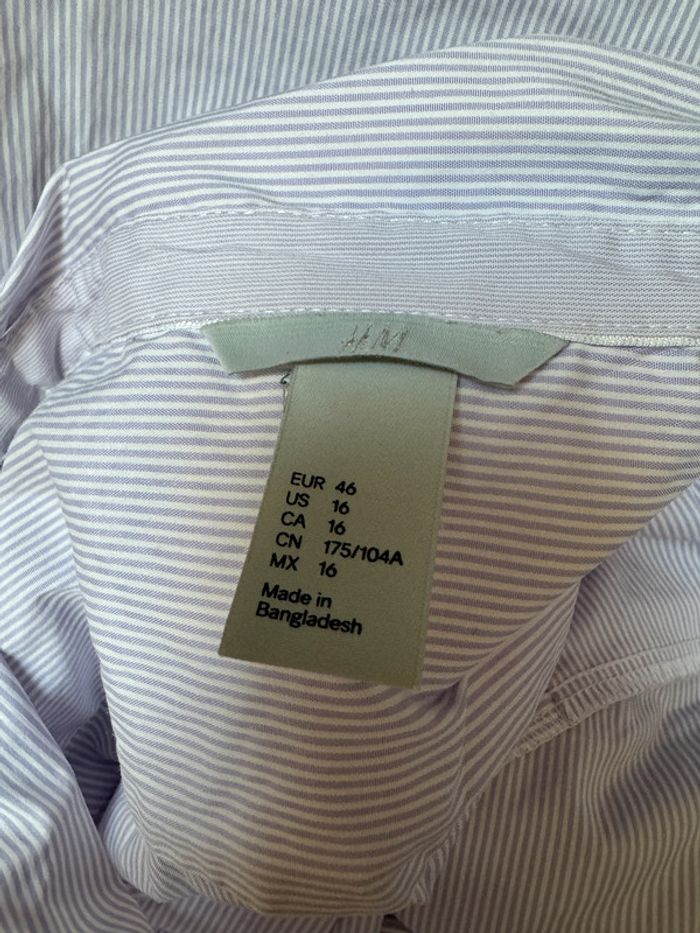 H&M
EUR 46
US 16
CA 16
CN 175/104A
MX 16
Made in
Bangladesh